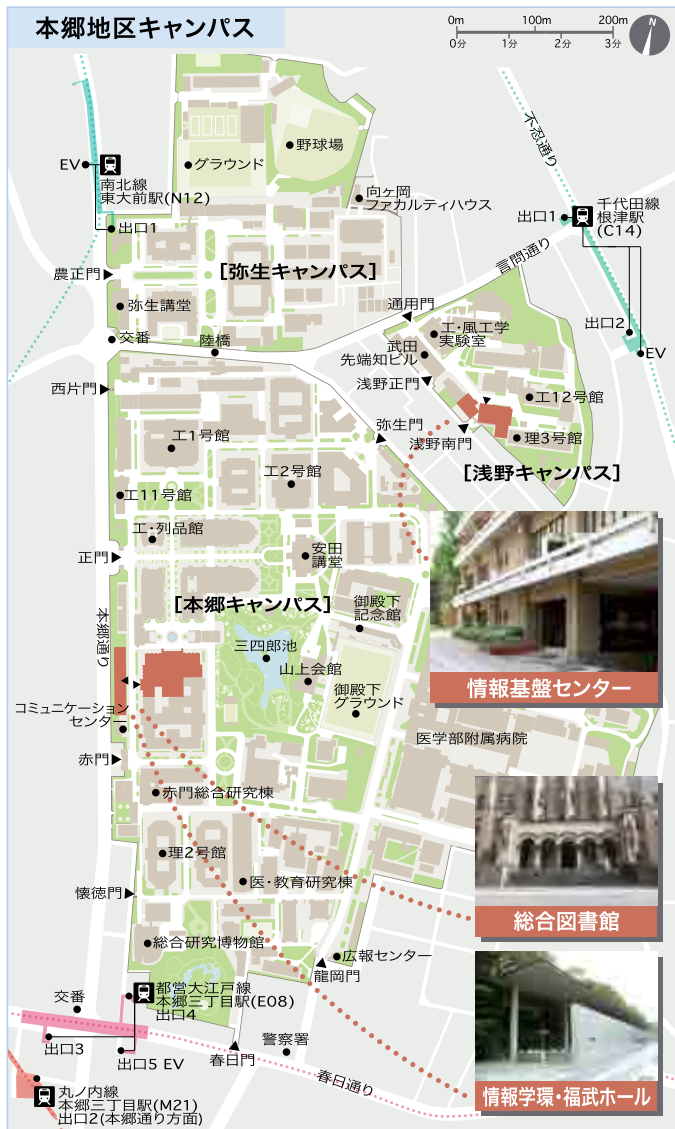 本郷地区キャンパス
0m 100m 200m
0分 1分 2分 3分
N
不忍通り
野球場
グラウンド
EV
南北線
東大前駅(N12)
向ヶ岡
ファカルティハウス
出口1
千代田線
根津駅
(C14)
出口1
言問通り
[弥生キャンパス]
農正門
弥生講堂
通用門
工・風工学
実験室
出口2
交番
陸橋
武田
先端知ビル
EV
浅野正門
西片門
工12号館
弥生門
工1号館
浅野南門
理3号館
[浅野キャンパス]
工2号館
工11号館
工・列品館
正門
安田
講堂
[本郷キャンパス]
御殿下
記念館
本郷通り
三四郎池
山上会館
情報基盤センター
御殿下
グラウンド
コミュニケーション
センター
医学部附属病院
赤門
赤門総合研究棟
理2号館
医・教育研究棟
懐徳門
総合図書館
総合研究博物館
広報センター
龍岡門
都営大江戸線
本郷三丁目駅(E08)
出口4
交番
出口3
出口5 EV
春日門
警察署
春日通り
丸ノ内線
本郷三丁目駅(M21)
出口2(本郷通り方面)
情報学環・福武ホール